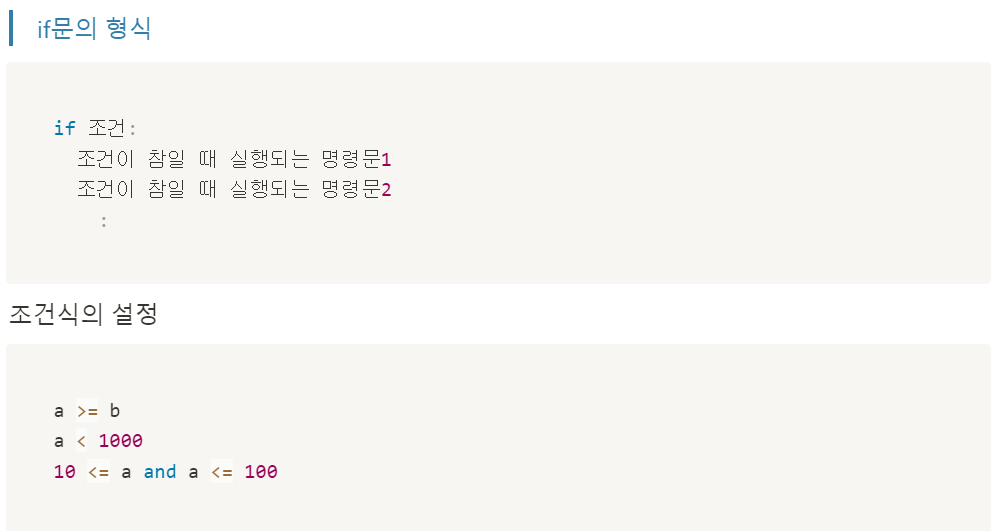 if문의 형식
if 조건:
조건이 참일 때 실행되는 명령문1
조건이 참일 때 실행되는 명령문2
:
조건식의 설정
a >= b
a < 1000
10 <= a and a <= 100